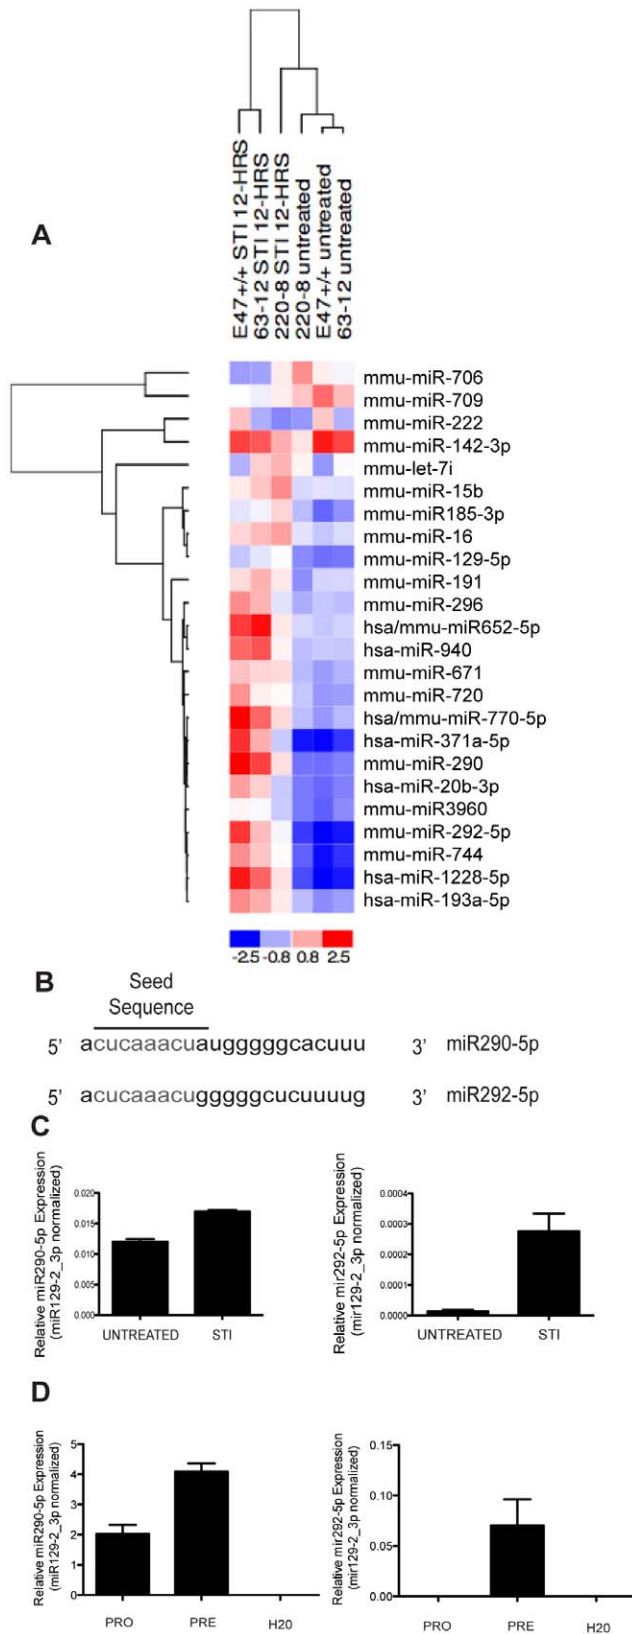 A
E47+/+ STI 12-HRS
63-12 STI 12-HRS
220-8 STI 12-HRS
220-8 untreated
E47+/+ untreated
63-12 untreated
mmu-miR-706
mmu-miR-709
mmu-miR-222
mmu-miR-142-3p
mmu-let-7i
mmu-miR-15b
mmu-miR185-3p
mmu-miR-16
mmu-miR-129-5p
mmu-miR-191
mmu-miR-296
hsa/mmu-miR652-5p
hsa-miR-940
mmu-miR-671
mmu-miR-720
hsa/mmu-miR-770-5p
hsa-miR-371a-5p
mmu-miR-290
hsa-miR-20b-3p
mmu-miR3960
mmu-miR-292-5p
mmu-miR-744
hsa-miR-1228-5p
hsa-miR-193a-5p
-2.5 -0.8 0.8 2.5
B
Seed
Sequence
5' acucaaacuaugggggcacuuu 3' miR290-5p
5' acucaaacugggggcucuuuug 3' miR292-5p
C
Relative miR290-5p Expression
(miR129-2_3p normalized)
0.020
0.015
0.010
0.005
0.000
UNTREATED STI
Relative mir292-5p Expression
(mir129-2_3p normalized)
0.0004
0.0003
0.0002
0.0001
0.0000
UNTREATED STI
D
Relative miR290-5p Expression
(miR129-2_3p normalized)
5
4
3
2
1
0
PRO PRE H20
Relative mir292-5p Expression
(mir129-2_3p normalized)
0.15
0.10
0.05
0.00
PRO PRE H20